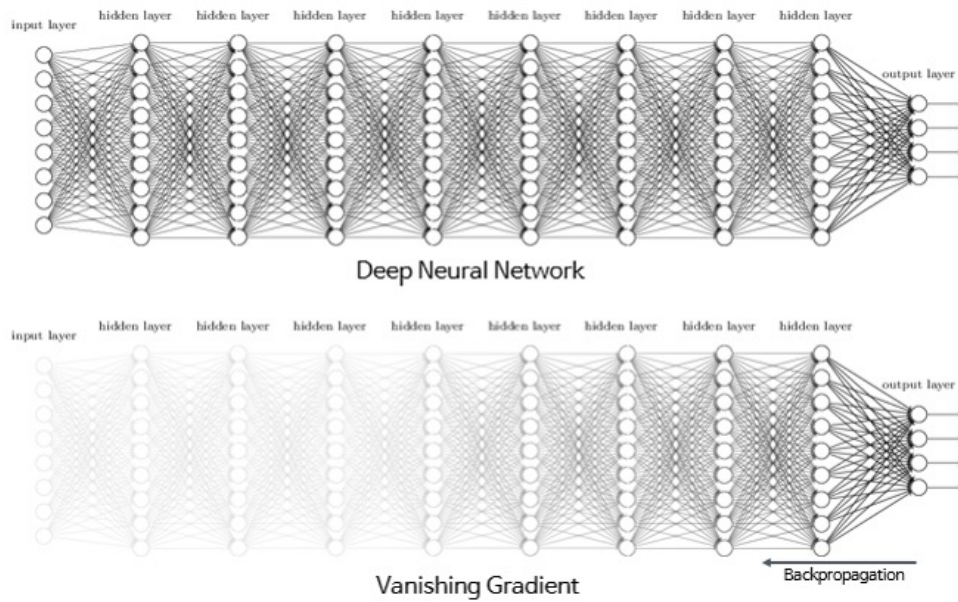 hidden layer hidden layer hidden layer hidden layer hidden layer hidden layer hidden layer hidden layer
input layer
output layer
Deep Neural Network
hidden layer hidden layer hidden layer hidden layer hidden layer hidden layer hidden layer hidden layer
input layer
output layer
Backpropagation
Vanishing Gradient